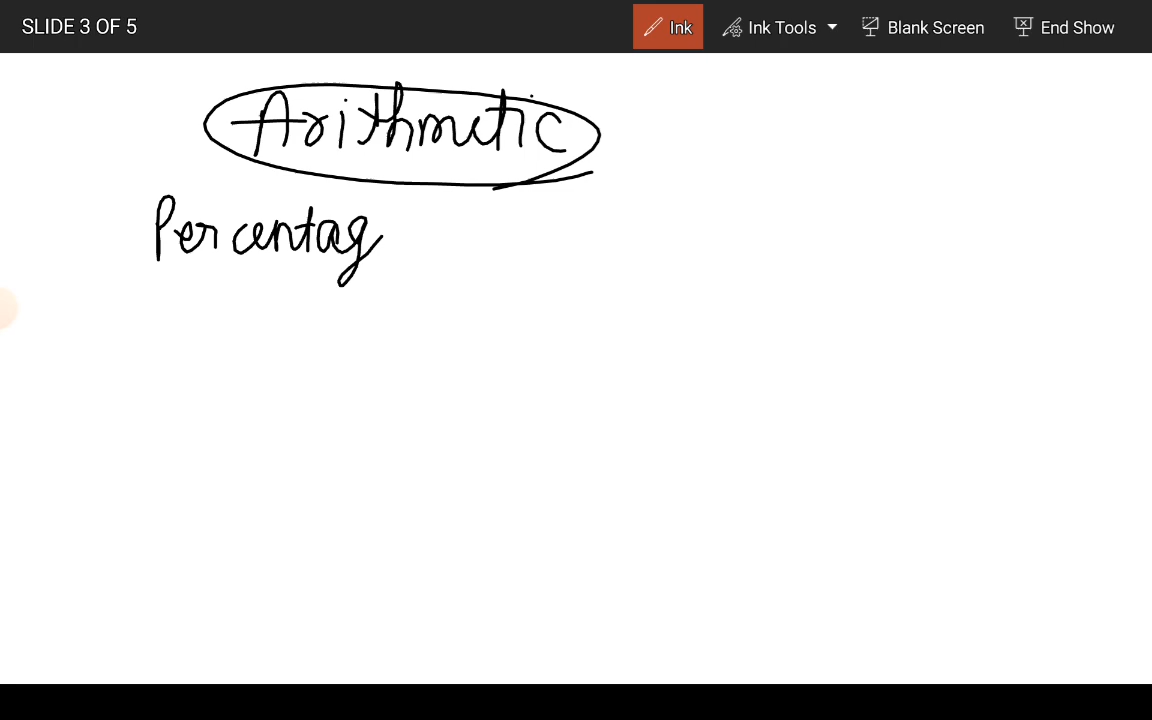 SLIDE 3 OF 5 Ink Ink Tools Blank Screen End Show
Arithmetic
Percentag